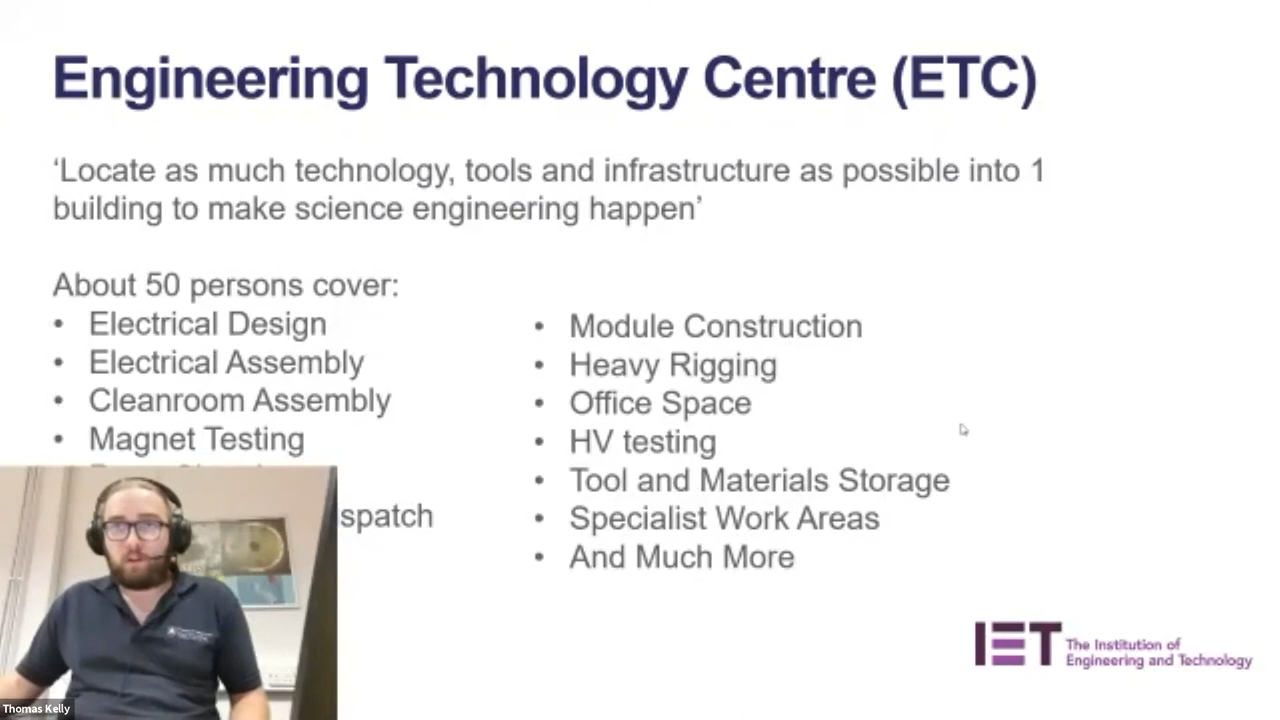 Engineering Technology Centre (ETC)
‘Locate as much technology, tools and infrastructure as possible into 1
building to make science engineering happen’
About 50 persons cover:
• Electrical Design
• Electrical Assembly
• Cleanroom Assembly
• Magnet Testing
spatch
• Module Construction
• Heavy Rigging
• Office Space
• HV testing
• Tool and Materials Storage
• Specialist Work Areas
• And Much More
IET The Institution of
Engineering and Technology
Thomas Kelly